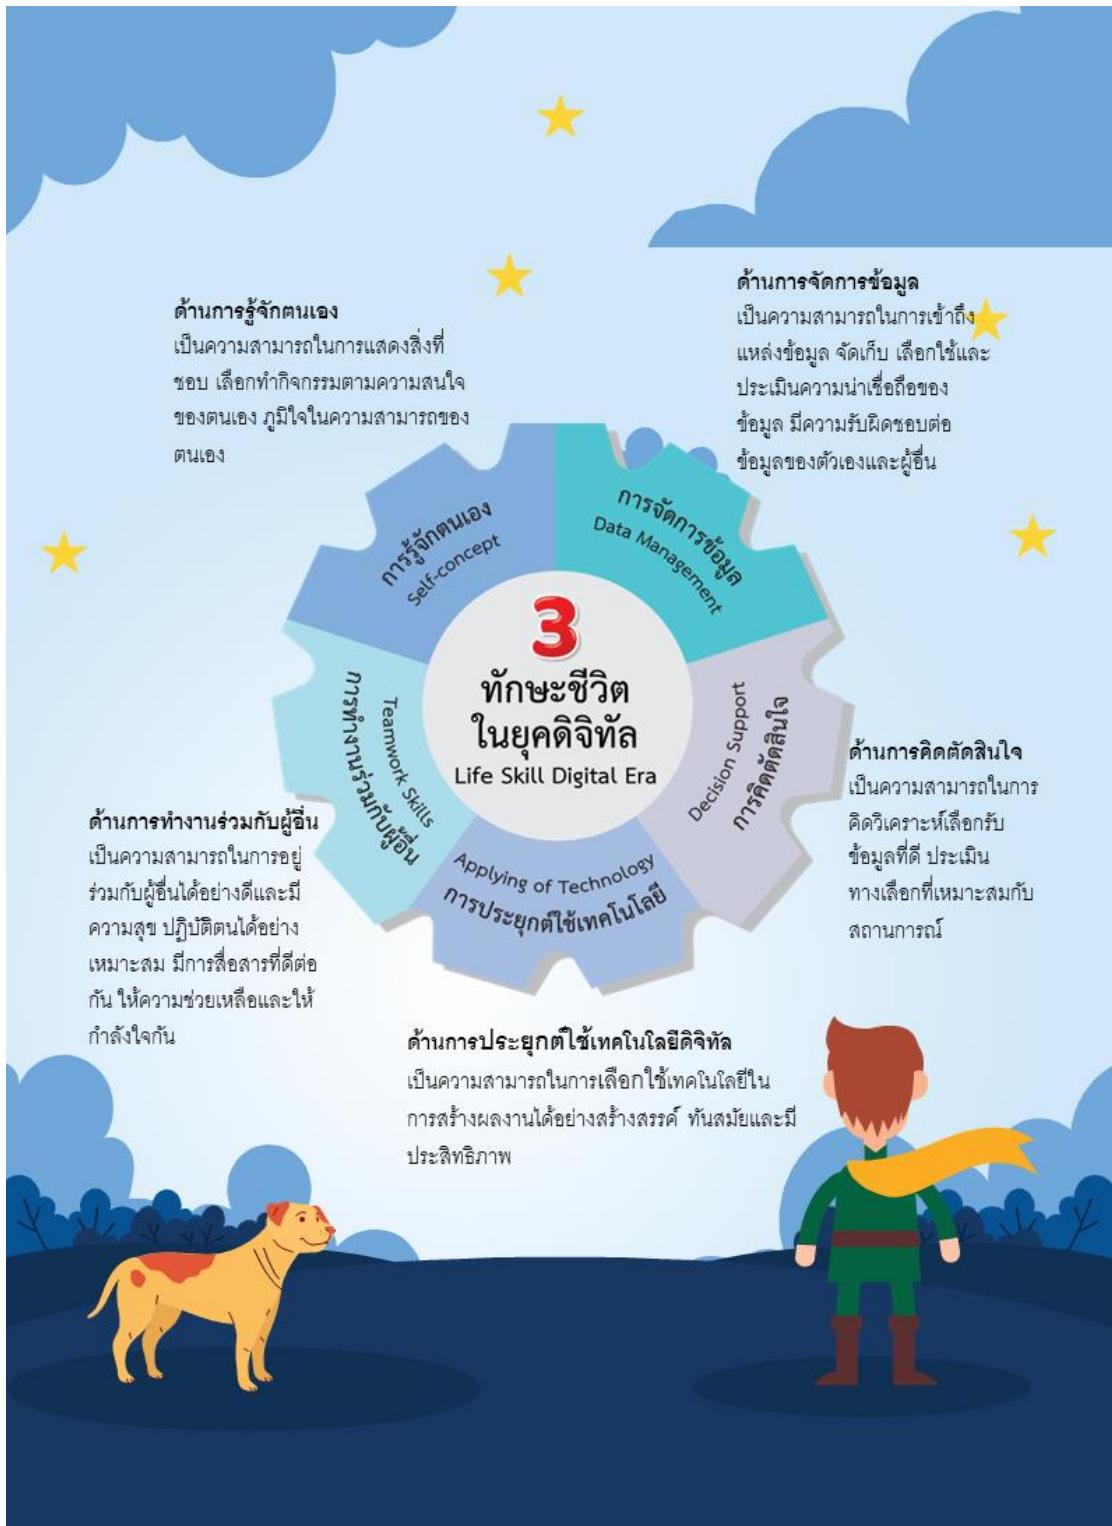 ด้านการรู้จักตนเอง
เป็นความสามารถในการแสดงสิ่งที่
ชอบ เลือกทำกิจกรรมตามความสนใจ
ของตนเอง ภูมิใจในความสามารถของ
ตนเอง
ด้านการจัดการข้อมูล
เป็นความสามารถในการเข้าถึง
แหล่งข้อมูล จัดเก็บ เลือกใช้และ
ประเมินความน่าเชื่อถือของ
ข้อมูล มีความรับผิดชอบต่อ
ข้อมูลของตัวเองและผู้อื่น
การรู้จักตนเอง
Self-concept
การจัดการข้อมูล
Data Management
3
ทักษะชีวิต
ในยุคดิจิทัล
Life Skill Digital Era
การทำงานร่วมกับผู้อื่น
Teamwork Skills
Decision Support
การคิดตัดสินใจ
Applying of Technology
การประยุกต์ใช้เทคโนโลยี
ด้านการคิดตัดสินใจ
เป็นความสามารถในการ
คิดวิเคราะห์เลือกรับ
ข้อมูลที่ดี ประเมิน
ทางเลือกที่เหมาะสมกับ
สถานการณ์
ด้านการทำงานร่วมกับผู้อื่น
เป็นความสามารถในการอยู่
ร่วมกับผู้อื่นได้อย่างดีและมี
ความสุข ปฏิบัติตนได้อย่าง
เหมาะสม มีการสื่อสารที่ดีต่อ
กัน ให้ความช่วยเหลือและให้
กำลังใจกัน
ด้านการประยุกต์ใช้เทคโนโลยีดิจิทัล
เป็นความสามารถในการเลือกใช้เทคโนโลยีใน
การสร้างผลงานได้อย่างสร้างสรรค์ ทันสมัยและมี
ประสิทธิภาพ